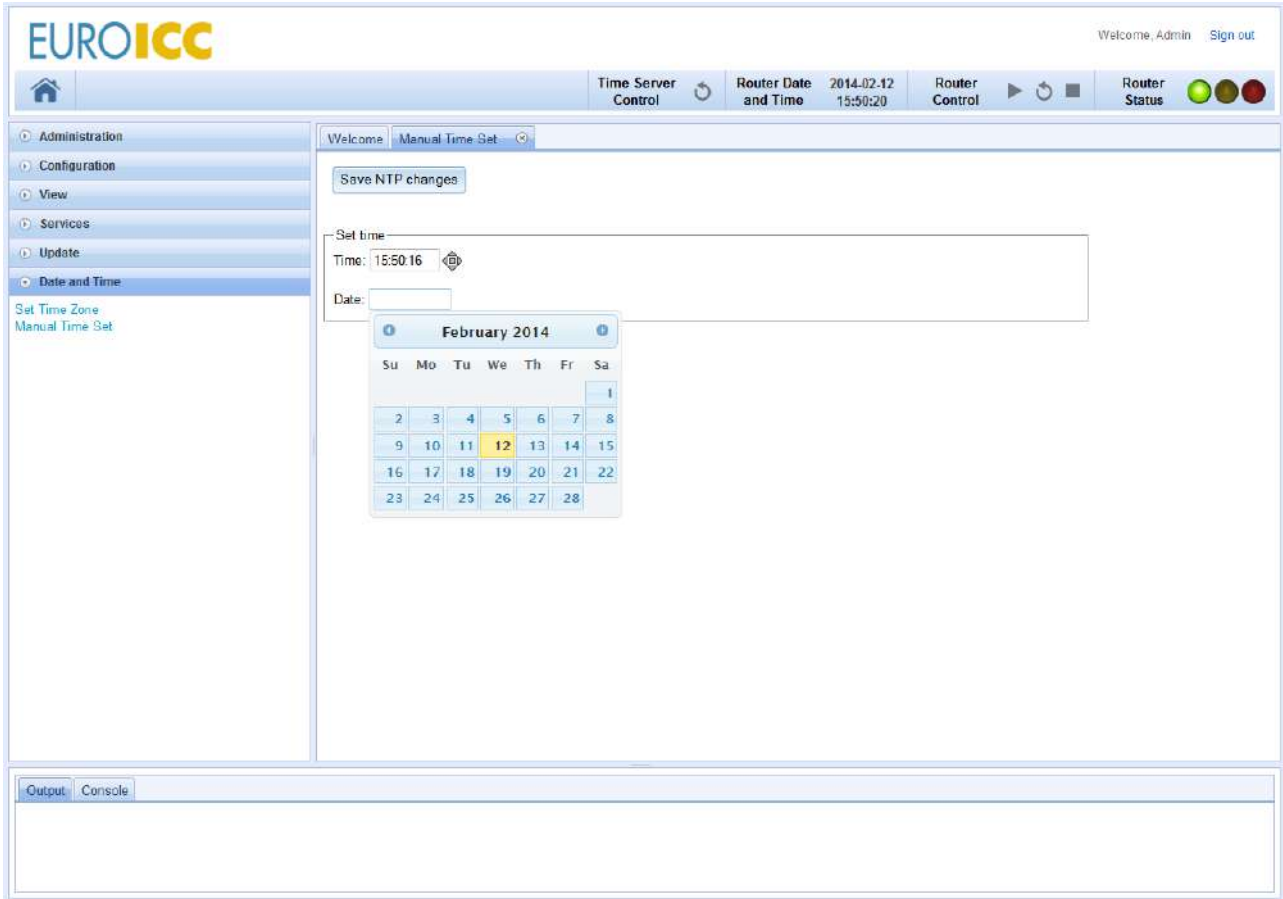 EUROICC
Welcome, Admin Sign out
Time Server Control
Router Date and Time
2014-02-12 15:50:20
Router Control
Router Status
Administration
Configuration
View
Services
Update
Date and Time
Set Time Zone
Manual Time Set
Welcome Manual Time Set
Save NTP changes
Set time
Time: 15:50:16
Date:
February 2014
Su Mo Tu We Th Fr Sa
1
2 3 4 5 6 7 8
9 10 11 12 13 14 15
16 17 18 19 20 21 22
23 24 25 26 27 28
Output Console